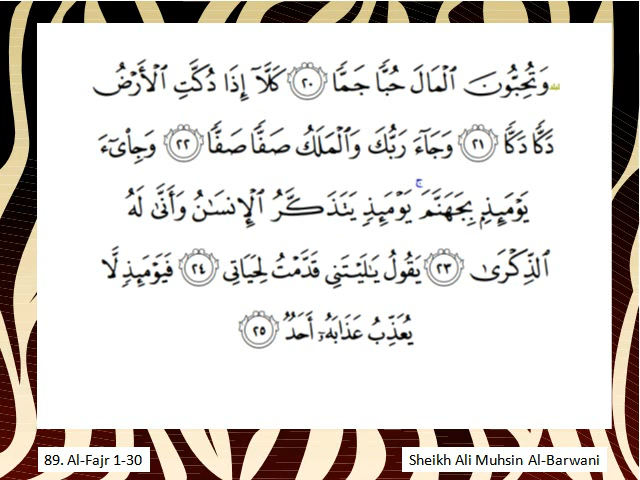 وَتُحِبُّونَ ٱلْمَالَ حُبًّا جَمًّا ٢٠ كَلَّآ إِذَا دُكَّتِ ٱلْأَرْضُ
دَكًّا دَكًّا ٢١ وَجَآءَ رَبُّكَ وَٱلْمَلَكُ صَفًّا صَفًّا ٢٢ وَجِا۟ىٓءَ
يَوْمَئِذٍۭ بِجَهَنَّمَ ۚ يَوْمَئِذٍ يَتَذَكَّرُ ٱلْإِنسَـٰنُ وَأَنَّىٰ لَهُ
ٱلذِّكْرَىٰ ٢٣ يَقُولُ يَـٰلَيْتَنِى قَدَّمْتُ لِحَيَاتِى ٢٤ فَيَوْمَئِذٍ لَّا
يُعَذِّبُ عَذَابَهُۥٓ أَحَدٌ ٢٥
89. Al-Fajr 1-30
Sheikh Ali Muhsin Al-Barwani